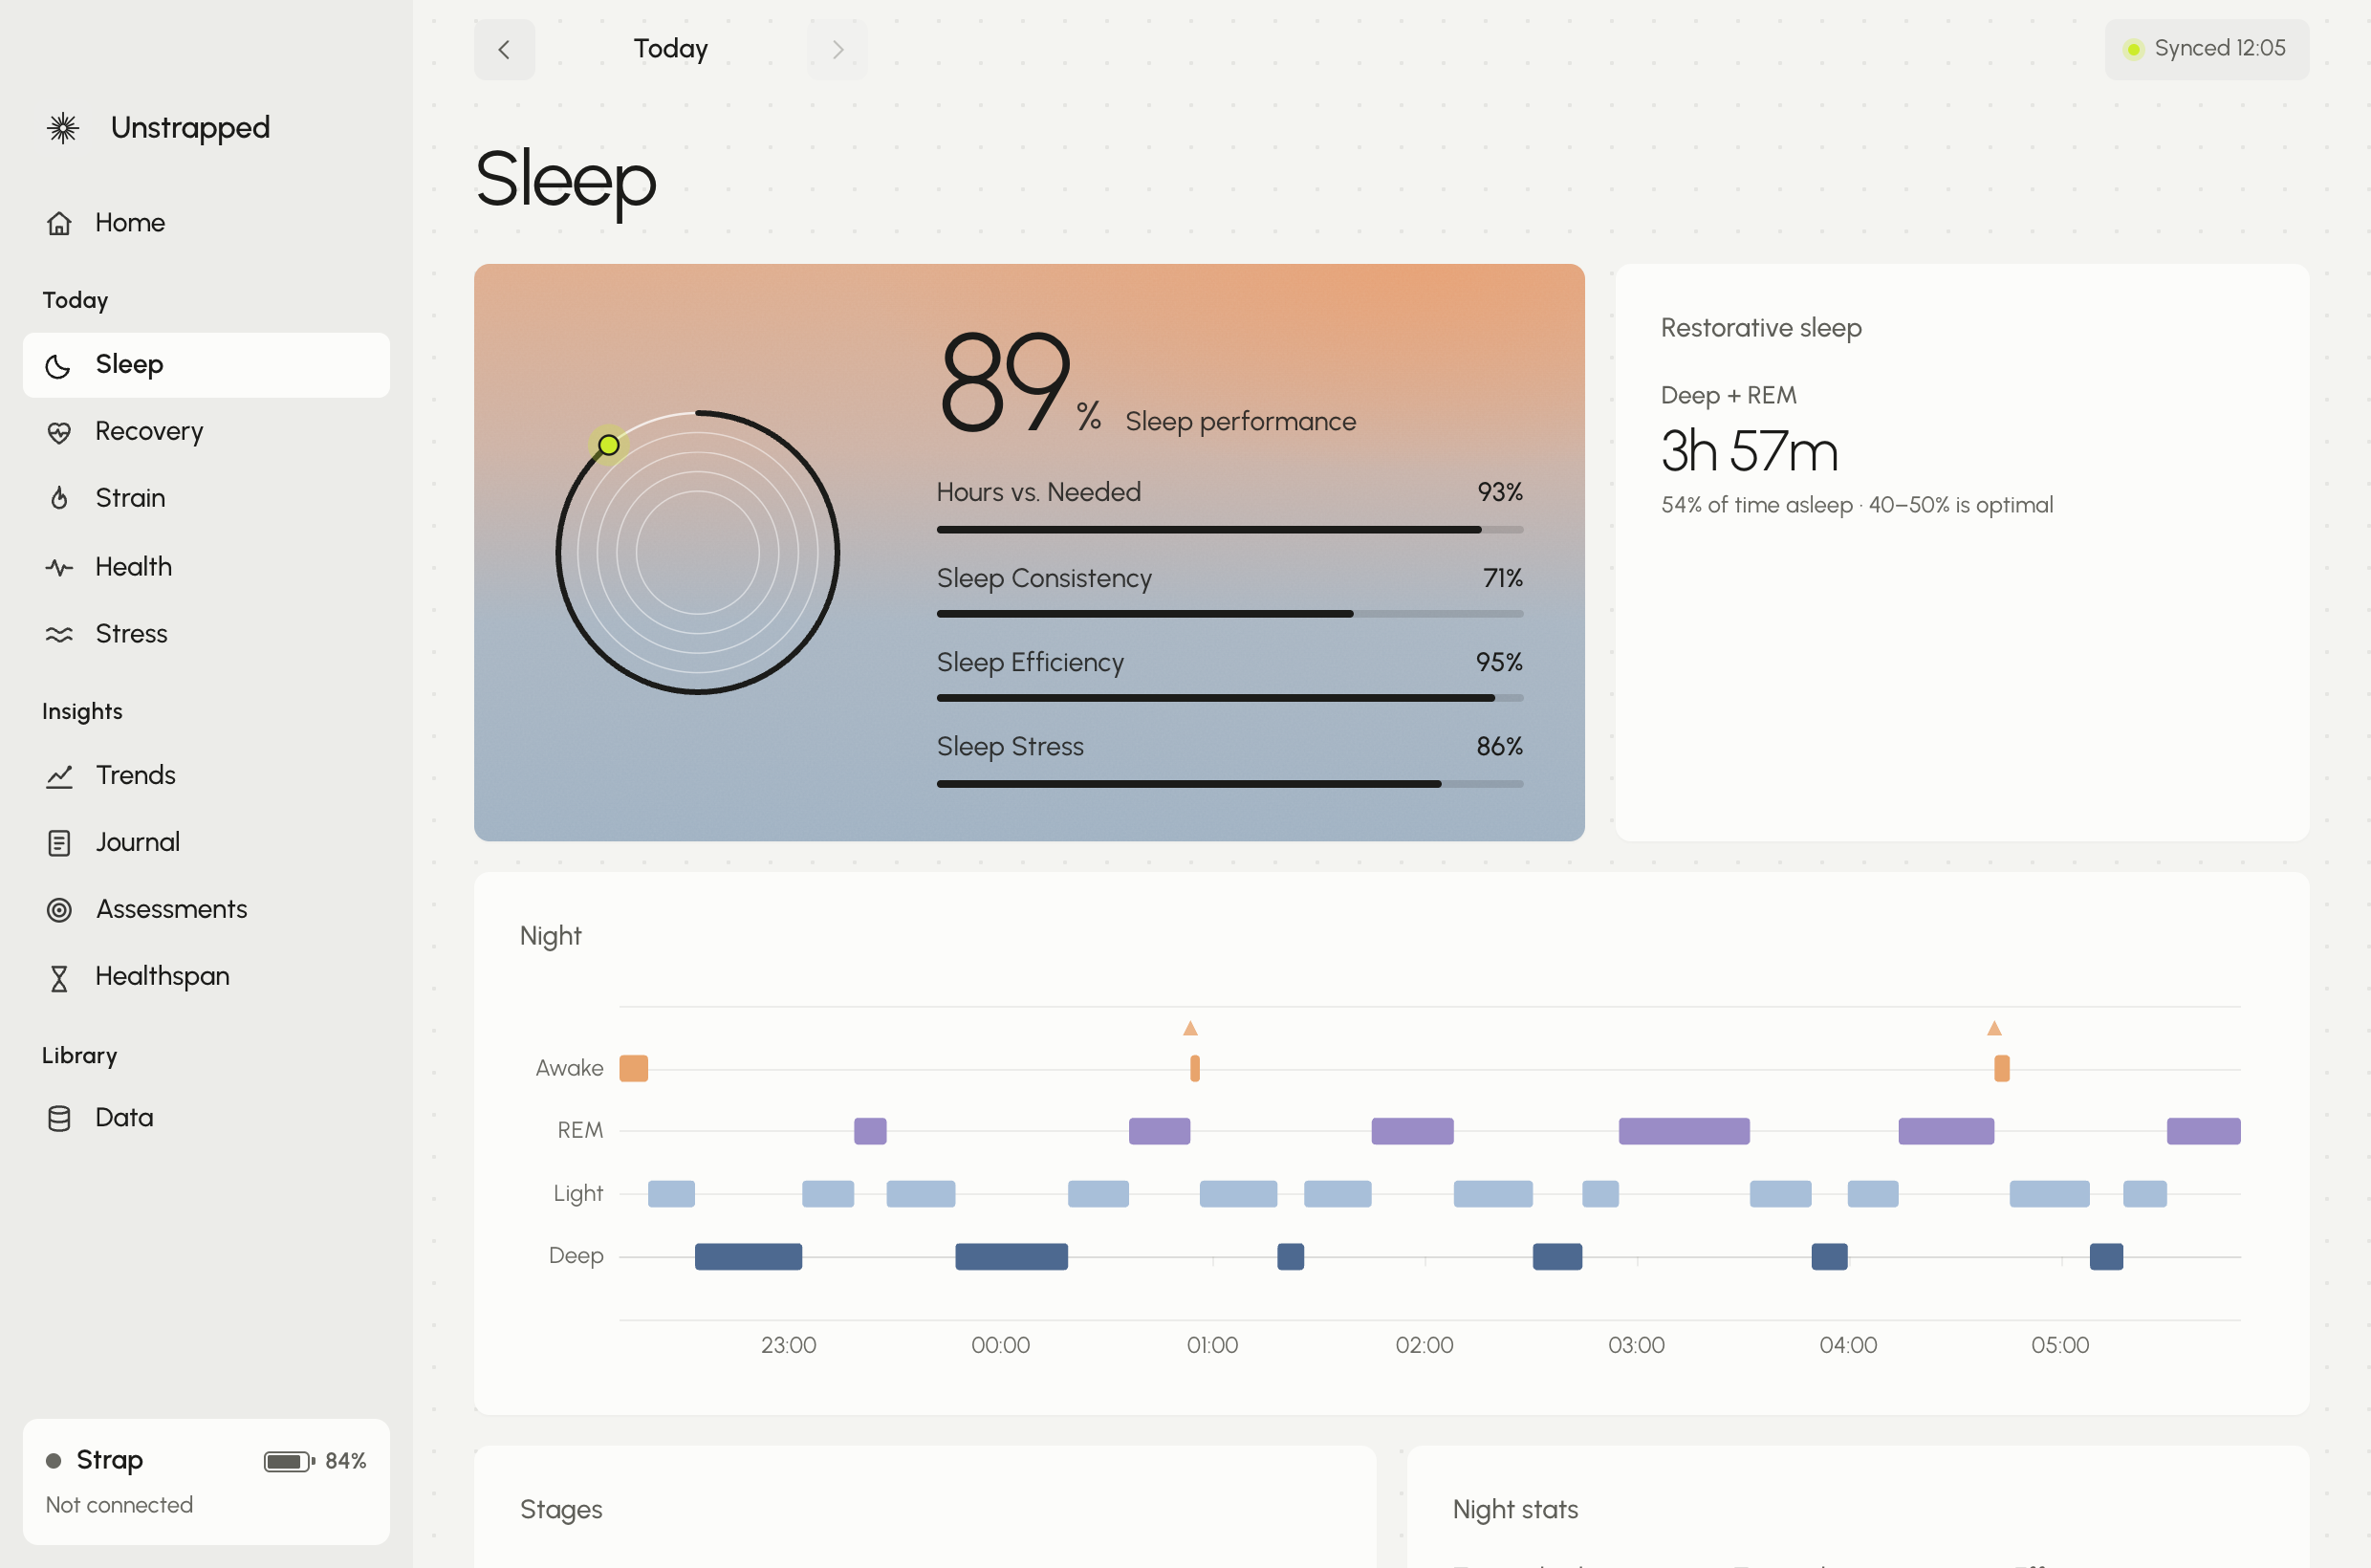 Today
Synced 12:05
Unstrapped
Home
Today
Sleep
Recovery
Strain
Health
Stress
Insights
Trends
Journal
Assessments
Healthspan
Library
Data
Strap
84%
Not connected
Sleep
89%
Sleep performance
Hours vs. Needed 93%
Sleep Consistency 71%
Sleep Efficiency 95%
Sleep Stress 86%
Restorative sleep
Deep + REM
3h 57m
54% of time asleep · 40–50% is optimal
Night
Awake
REM
Light
Deep
23:00 00:00 01:00 02:00 03:00 04:00 05:00
Stages
Night stats